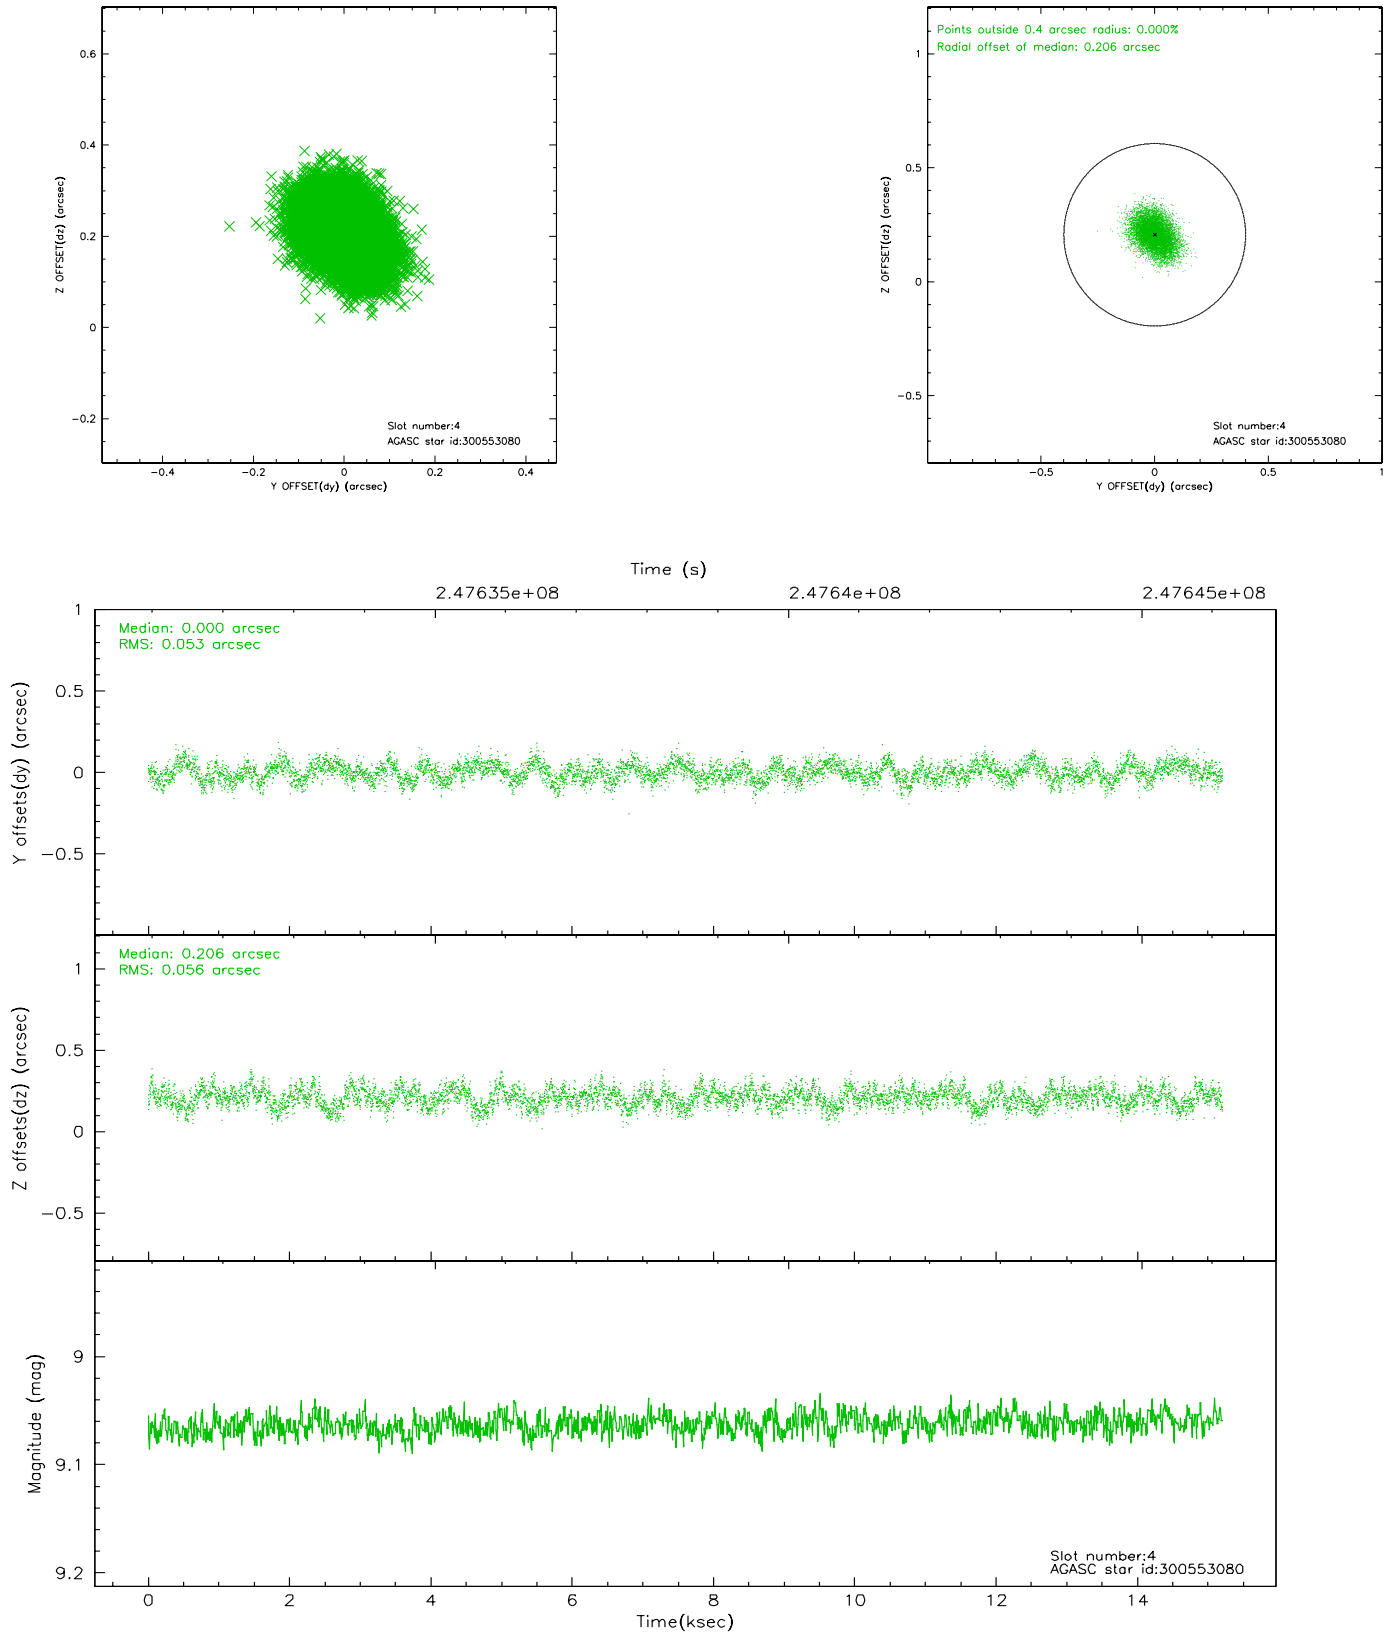 0.6
0.4
0.2
0
−0.2
−0.4
−0.2
0
0.2
0.4
Z OFFSET(dz) (arcsec)
Y OFFSET(dy) (arcsec)
Slot number:4
AGASC star id:300553080
Points outside 0.4 arcsec radius: 0.000%
Radial offset of median: 0.206 arcsec
1
0.5
0
−0.5
−0.5
0
0.5
1
Z OFFSET(dz) (arcsec)
Y OFFSET(dy) (arcsec)
Slot number:4
AGASC star id:300553080
Time (s)
2.47635e+08
2.4764e+08
2.47645e+08
Median: 0.000 arcsec
RMS: 0.053 arcsec
1
0.5
0
−0.5
Y offsets(dy) (arcsec)
Median: 0.206 arcsec
RMS: 0.056 arcsec
1
0.5
0
−0.5
Z offsets(dz) (arcsec)
9
9.1
9.2
Magnitude (mag)
Slot number:4
AGASC star id:300553080
0
2
4
6
8
10
12
14
Time(ksec)